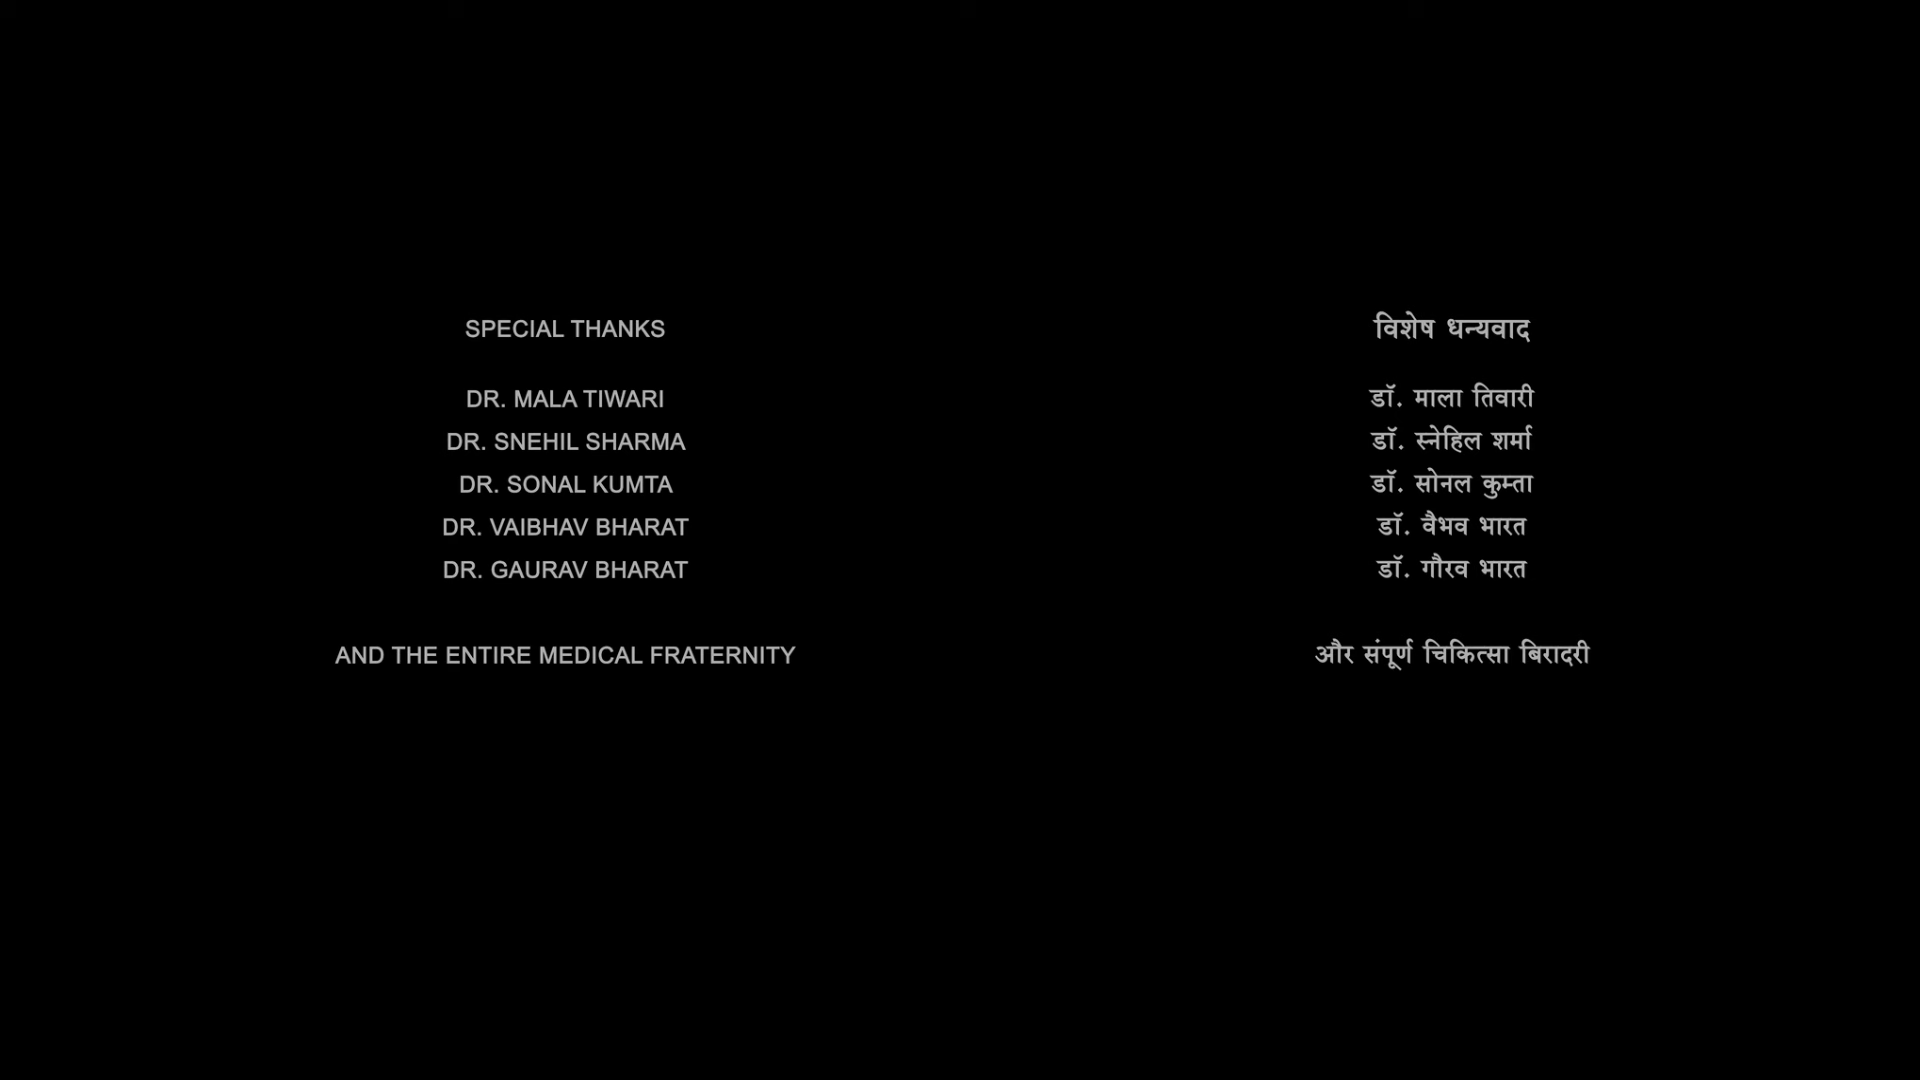 SPECIAL THANKS
DR. MALA TIWARI
DR. SNEHIL SHARMA
DR. SONAL KUMTA
DR. VAIBHAV BHARAT
DR. GAURAV BHARAT
AND THE ENTIRE MEDICAL FRATERNITY
विशेष धन्यवाद
डॉ. माला तिवारी
डॉ. स्नेहिल शर्मा
डॉ. सोनल कुम्ता
डॉ. वैभव भारत
डॉ. गौरव भारत
और संपूर्ण चिकित्सा बिरादरी